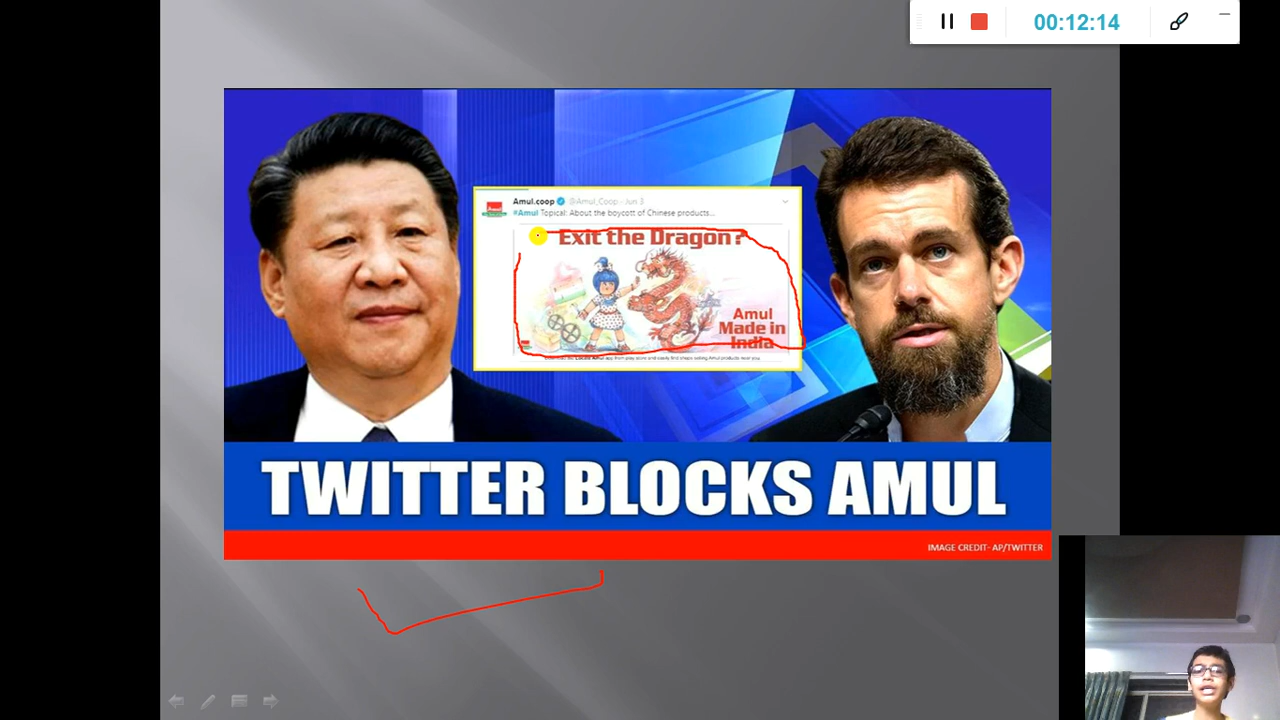 00:12:14
Amul.coop @Amul_Coop · Jun 3
#Amul Topical: About the boycott of Chinese products...
Exit the Dragon?
Amul
Made in
India
TWITTER BLOCKS AMUL
IMAGE CREDIT- AP/TWITTER